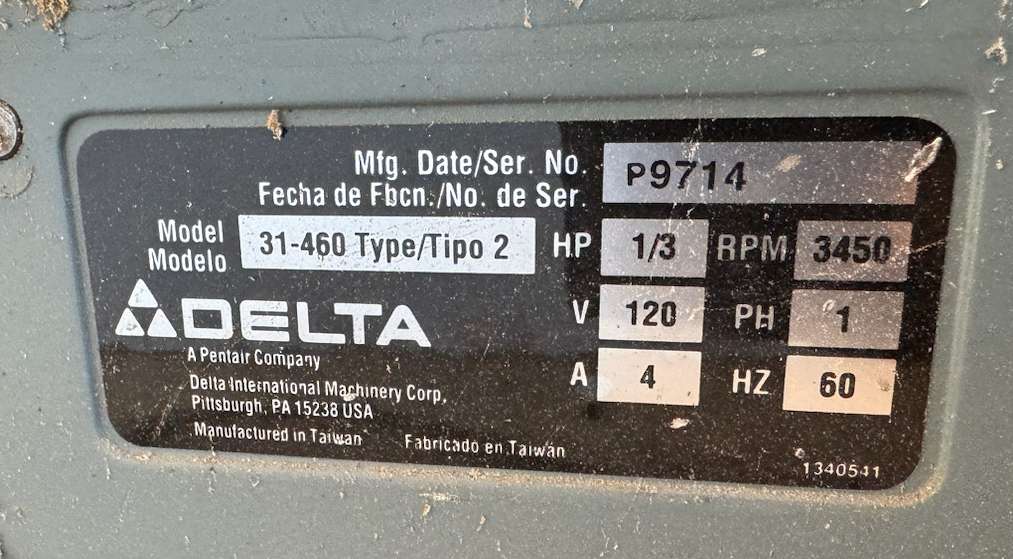 Mfg. Date/Ser. No. P9714
Fecha de Fbcn./No. de Ser.
Model 31-460 Type/Tipo 2 HP 1/3 RPM 3450
Modelo
V 120 PH 1
DELTA
A Pentair Company
A 4 HZ 60
Delta International Machinery Corp.
Pittsburgh, PA 15238 USA
Manufactured in Taiwan Fabricado en Taiwán
1340541